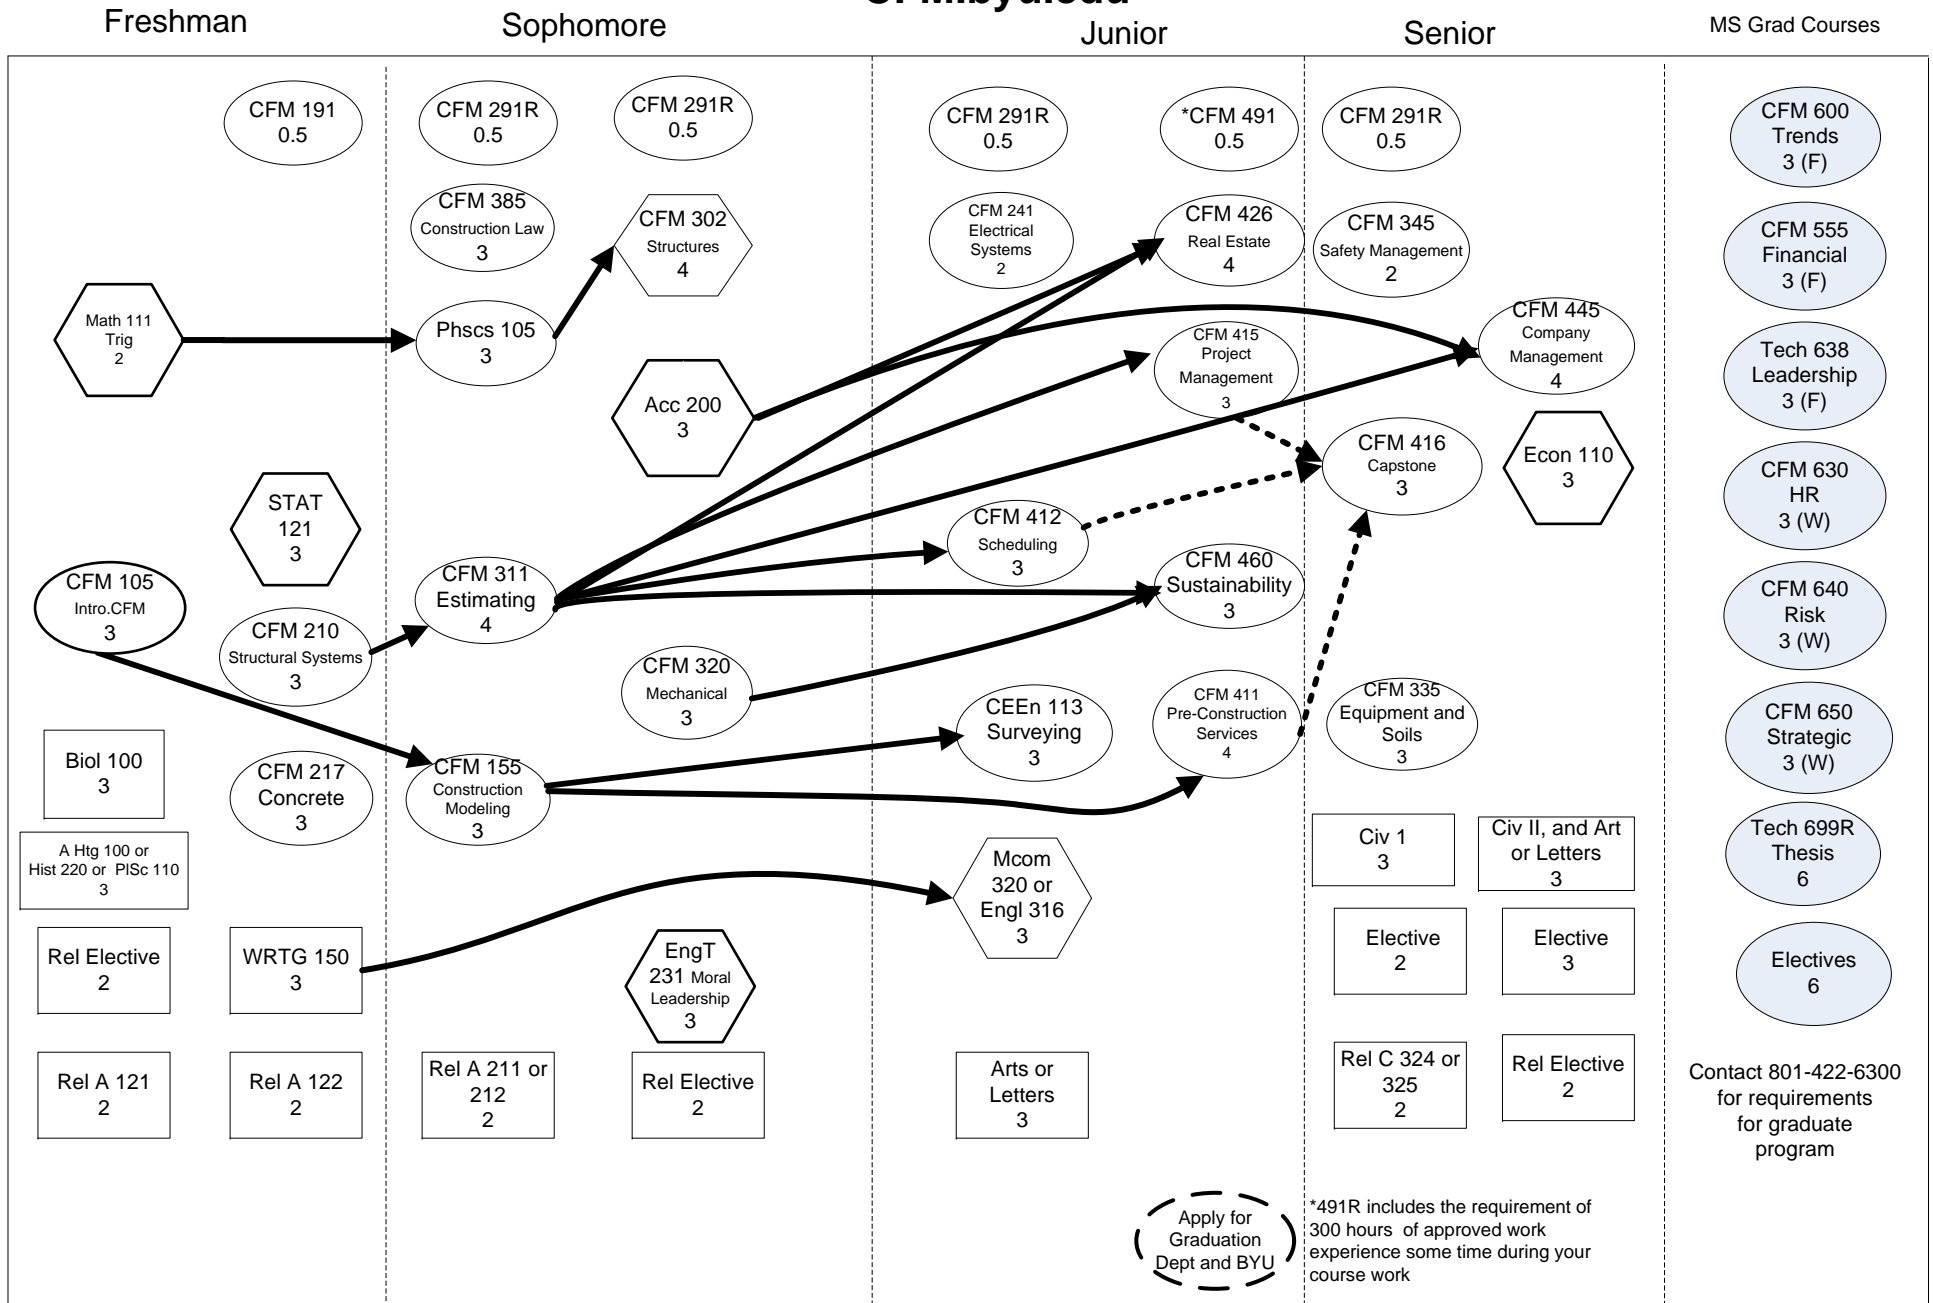 Freshman
Sophomore
Junior
Senior
MS Grad Courses
CFM 191
0.5
CFM 291R
0.5
CFM 291R
0.5
CFM 291R
0.5
*CFM 491
0.5
CFM 291R
0.5
CFM 600
Trends
3 (F)
CFM 385
Construction Law
3
CFM 302
Structures
4
CFM 241
Electrical
Systems
2
CFM 426
Real Estate
4
CFM 345
Safety Management
2
CFM 555
Financial
3 (F)
Math 111
Trig
2
Phscs 105
3
Acc 200
3
CFM 415
Project
Management
3
CFM 445
Company
Management
4
Tech 638
Leadership
3 (F)
STAT
121
3
CFM 412
Scheduling
3
CFM 416
Capstone
3
Econ 110
3
CFM 630
HR
3 (W)
CFM 105
Intro.CFM
3
CFM 210
Structural Systems
3
CFM 311
Estimating
4
CFM 320
Mechanical
3
CFM 460
Sustainability
3
CFM 640
Risk
3 (W)
Biol 100
3
CFM 217
Concrete
3
CFM 155
Construction
Modeling
3
CEEn 113
Surveying
3
CFM 411
Pre-Construction
Services
4
CFM 335
Equipment and
Soils
3
CFM 650
Strategic
3 (W)
A Htg 100 or
Hist 220 or PlSc 110
3
Mcom
320 or
Engl 316
3
Civ 1
3
Civ II, and Art
or Letters
3
Tech 699R
Thesis
6
Rel Elective
2
WRTG 150
3
EngT
231 Moral
Leadership
3
Elective
2
Elective
3
Electives
6
Rel A 121
2
Rel A 122
2
Rel A 211 or
212
2
Rel Elective
2
Arts or
Letters
3
Rel C 324 or
325
2
Rel Elective
2
Contact 801-422-6300
for requirements
for graduate
program
Apply for
Graduation
Dept and BYU
*491R includes the requirement of
300 hours of approved work
experience some time during your
course work